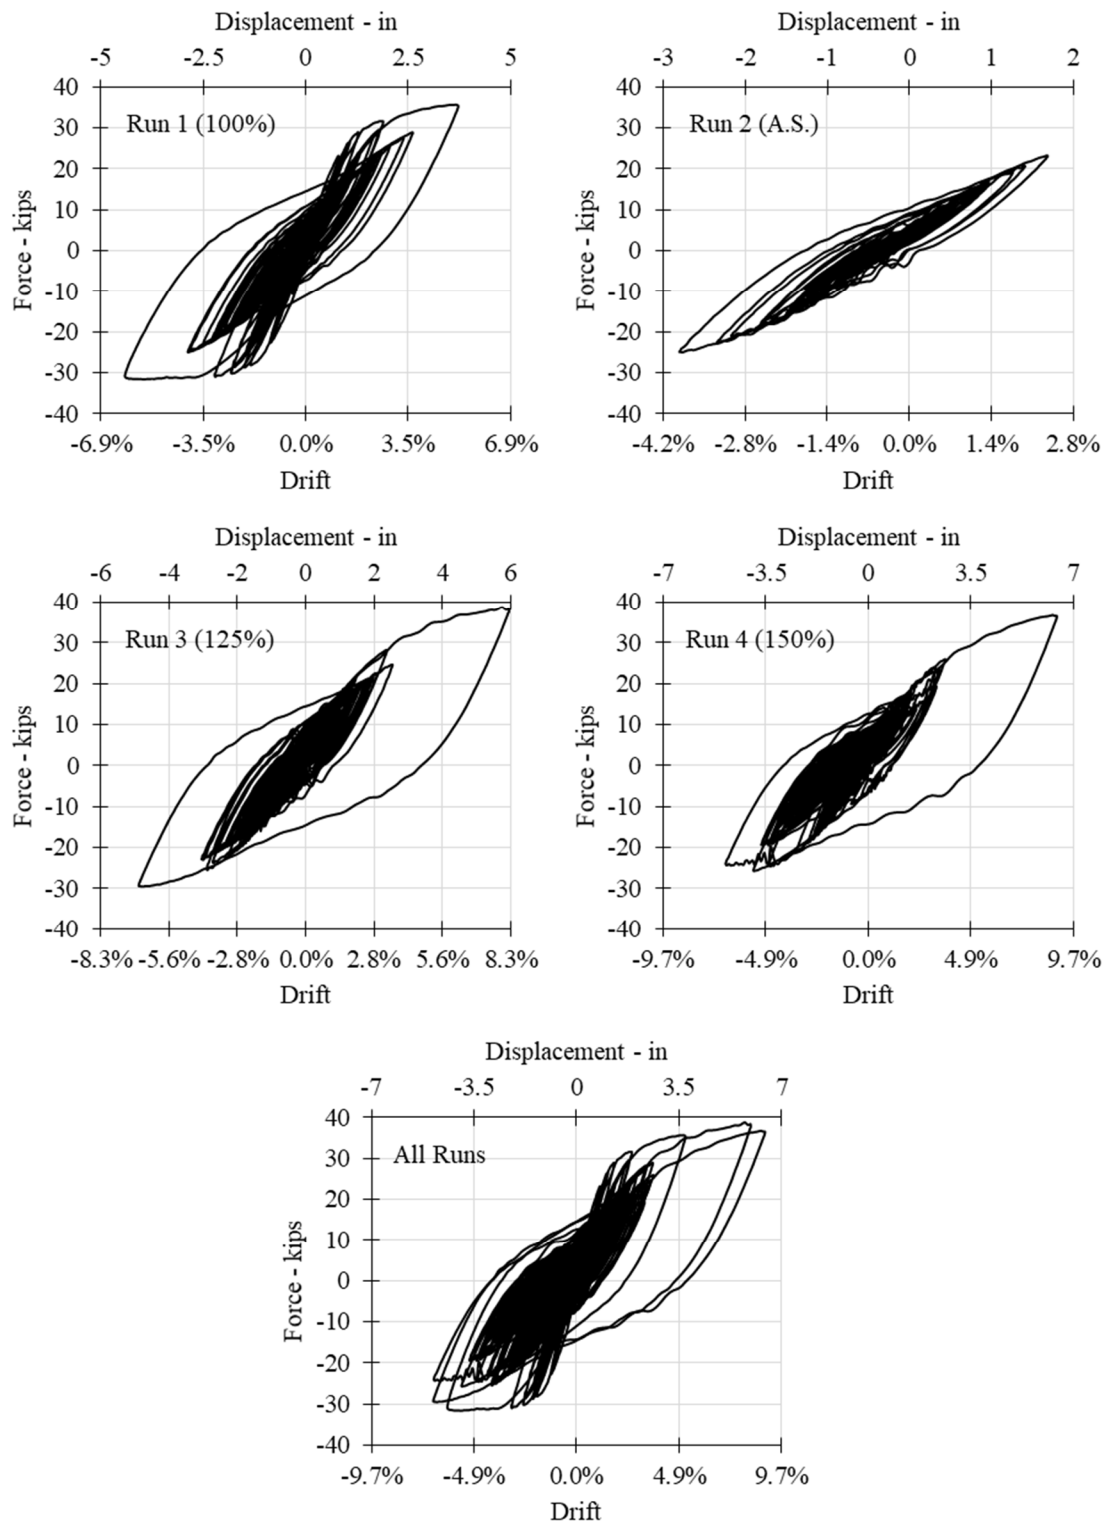 Displacement - in
-5 -2.5 0 2.5 5
40
30
20
10
0
-10
-20
-30
-40
Force - kips
Run 1 (100%)
-6.9% -3.5% 0.0% 3.5% 6.9%
Drift
Displacement - in
-3 -2 -1 0 1 2
40
30
20
10
0
-10
-20
-30
-40
Force - kips
Run 2 (A.S.)
-4.2% -2.8% -1.4% 0.0% 1.4% 2.8%
Drift
Displacement - in
-6 -4 -2 0 2 4 6
40
30
20
10
0
-10
-20
-30
-40
Force - kips
Run 3 (125%)
-8.3% -5.6% -2.8% 0.0% 2.8% 5.6% 8.3%
Drift
Displacement - in
-7 -3.5 0 3.5 7
40
30
20
10
0
-10
-20
-30
-40
Force - kips
Run 4 (150%)
-9.7% -4.9% 0.0% 4.9% 9.7%
Drift
Displacement - in
-7 -3.5 0 3.5 7
40
30
20
10
0
-10
-20
-30
-40
Force - kips
All Runs
-9.7% -4.9% 0.0% 4.9% 9.7%
Drift